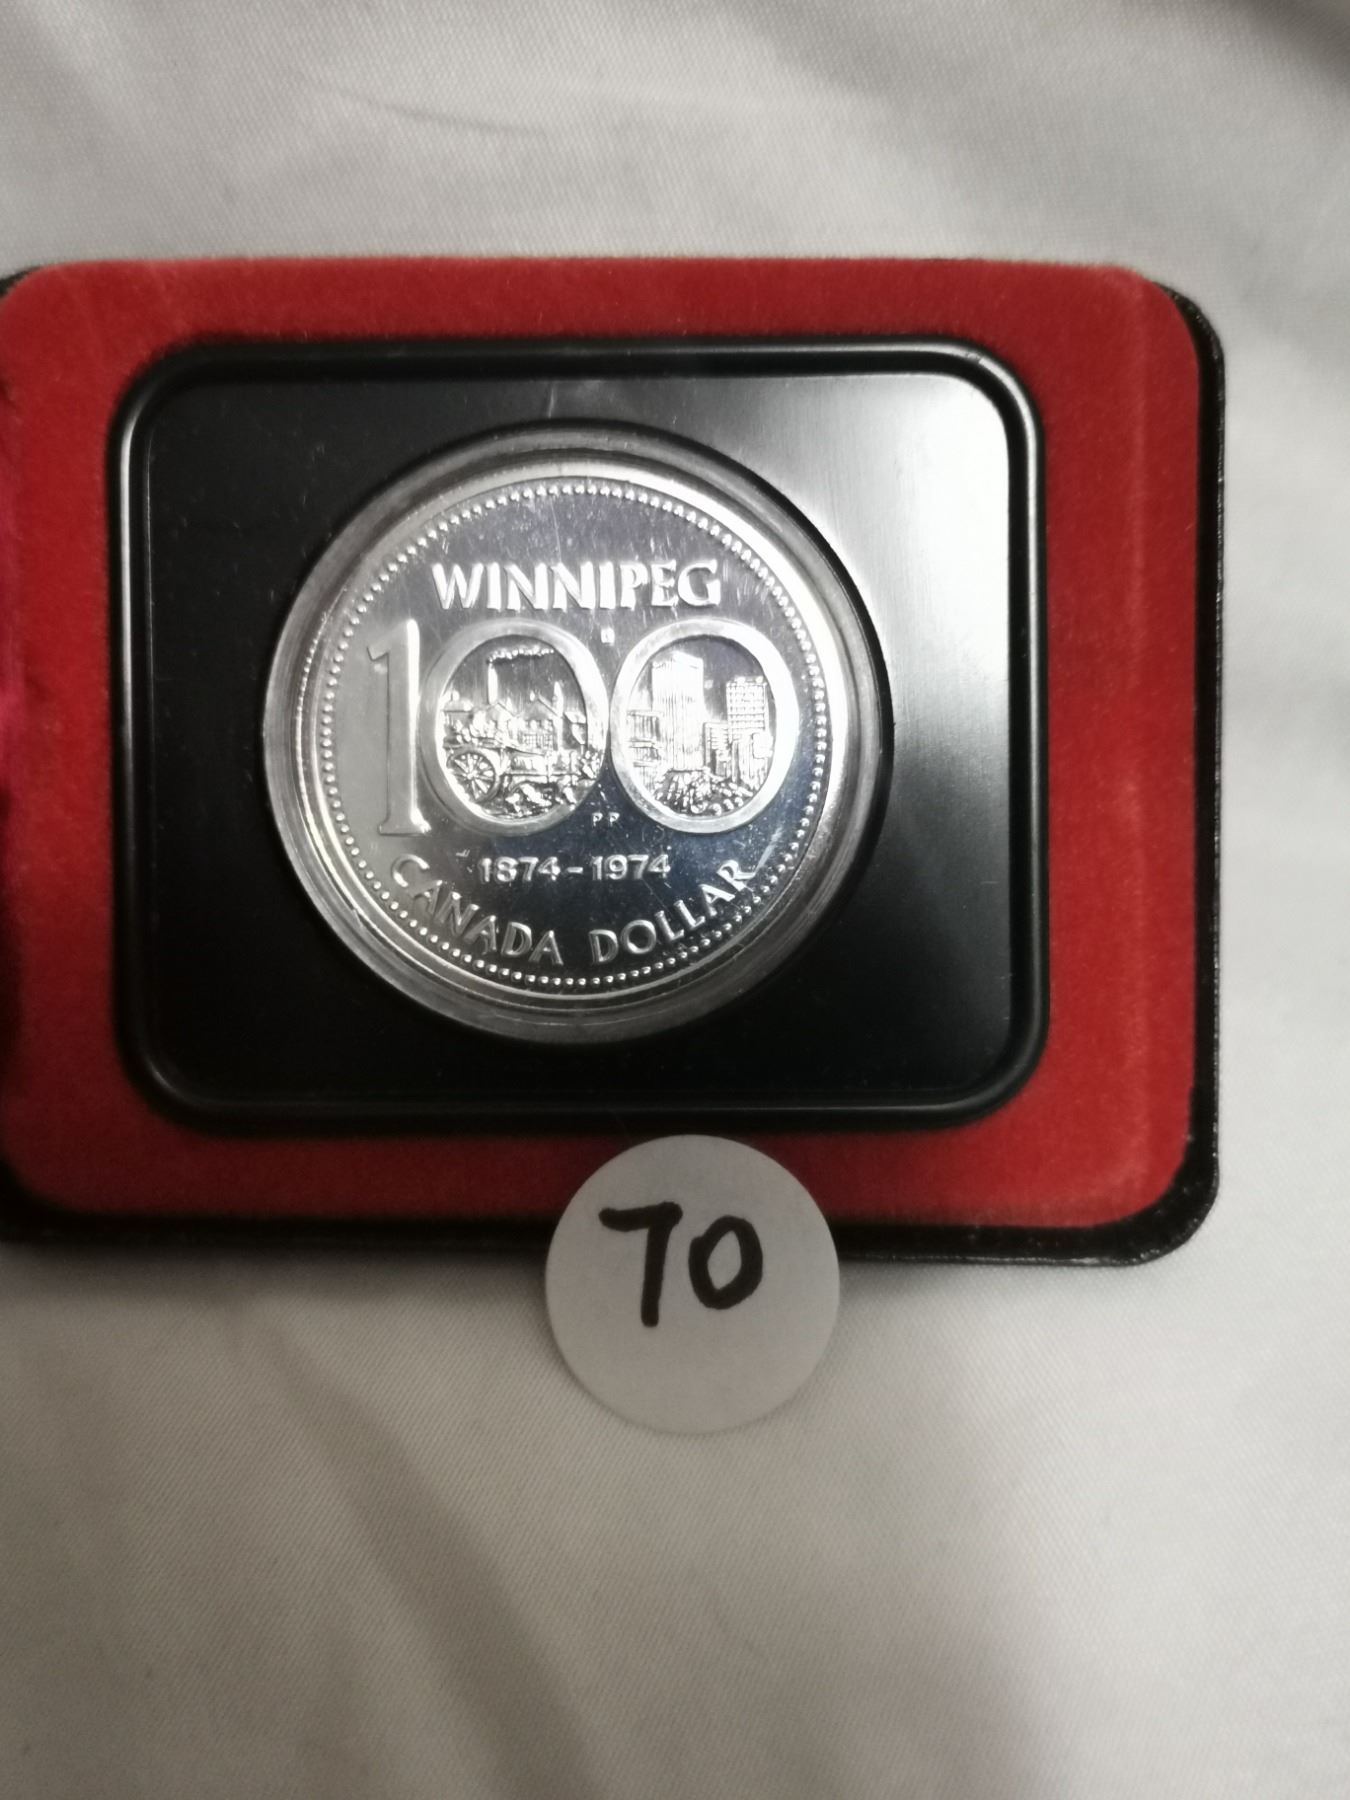 WINNIPEG
100
PP
1874-1974
CANADA DOLLAR
70